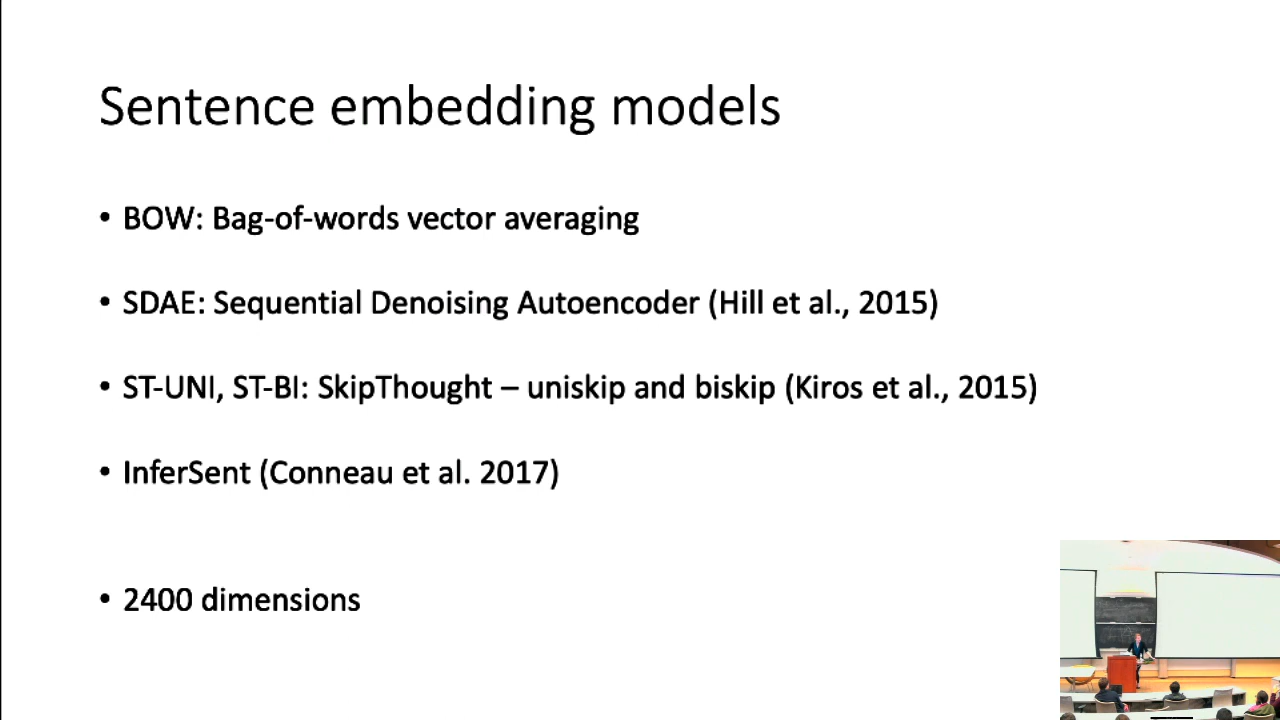 Sentence embedding models
• BOW: Bag-of-words vector averaging
• SDAE: Sequential Denoising Autoencoder (Hill et al., 2015)
• ST-UNI, ST-BI: SkipThought – uniskip and biskip (Kiros et al., 2015)
• InferSent (Conneau et al. 2017)
• 2400 dimensions